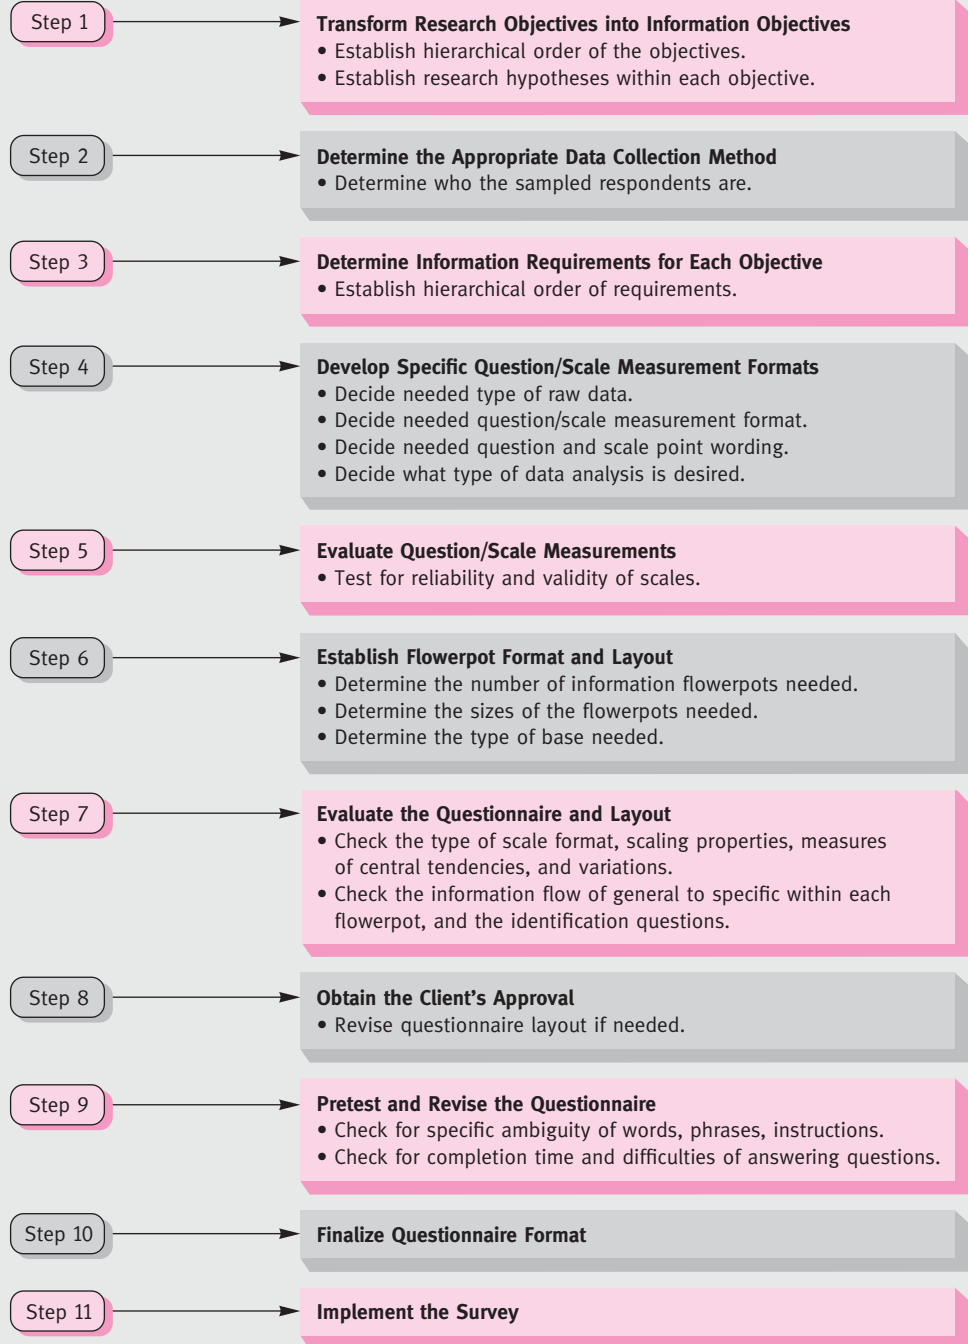 Step 1
Transform Research Objectives into Information Objectives
• Establish hierarchical order of the objectives.
• Establish research hypotheses within each objective.
Step 2
Determine the Appropriate Data Collection Method
• Determine who the sampled respondents are.
Step 3
Determine Information Requirements for Each Objective
• Establish hierarchical order of requirements.
Step 4
Develop Specific Question/Scale Measurement Formats
• Decide needed type of raw data.
• Decide needed question/scale measurement format.
• Decide needed question and scale point wording.
• Decide what type of data analysis is desired.
Step 5
Evaluate Question/Scale Measurements
• Test for reliability and validity of scales.
Step 6
Establish Flowerpot Format and Layout
• Determine the number of information flowerpots needed.
• Determine the sizes of the flowerpots needed.
• Determine the type of base needed.
Step 7
Evaluate the Questionnaire and Layout
• Check the type of scale format, scaling properties, measures
of central tendencies, and variations.
• Check the information flow of general to specific within each
flowerpot, and the identification questions.
Step 8
Obtain the Client's Approval
• Revise questionnaire layout if needed.
Step 9
Pretest and Revise the Questionnaire
• Check for specific ambiguity of words, phrases, instructions.
• Check for completion time and difficulties of answering questions.
Step 10
Finalize Questionnaire Format
Step 11
Implement the Survey